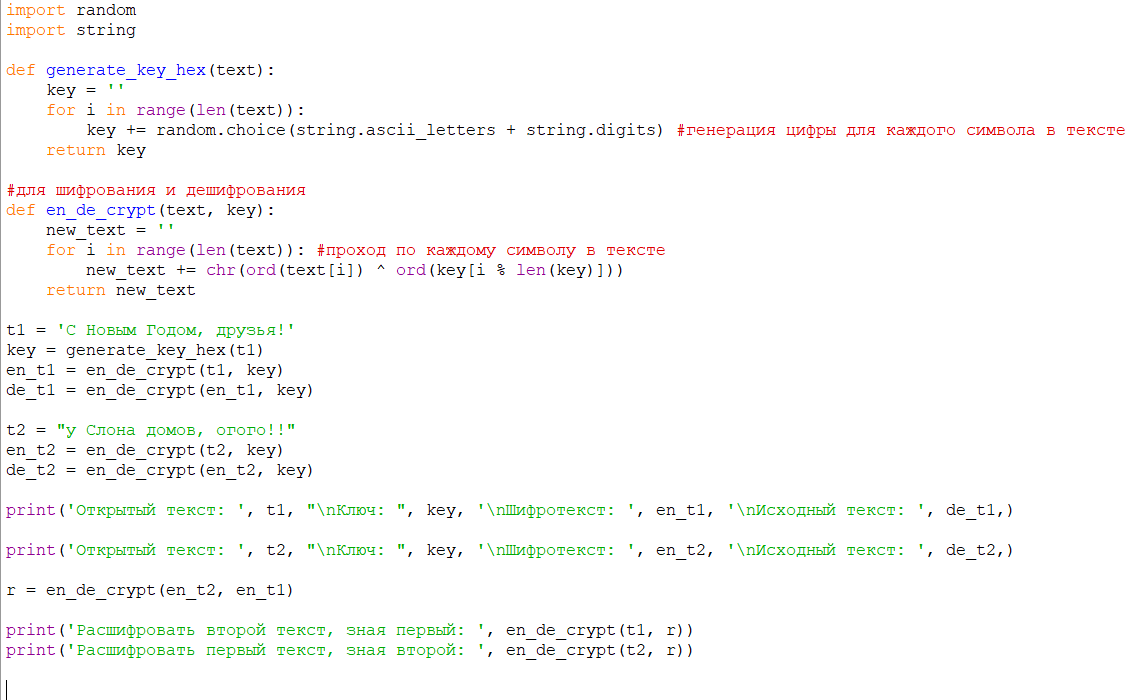 import random
import string
def generate_key_hex(text):
    key = ''
    for i in range(len(text)):
        key += random.choice(string.ascii_letters + string.digits) #генерация цифры для каждого символа в тексте
    return key
#для шифрования и дешифрования
def en_de_crypt(text, key):
    new_text = ''
    for i in range(len(text)): #проход по каждому символу в тексте
        new_text += chr(ord(text[i]) ^ ord(key[i % len(key)]))
    return new_text
t1 = 'С Новым Годом, друзья!'
key = generate_key_hex(t1)
en_t1 = en_de_crypt(t1, key)
de_t1 = en_de_crypt(en_t1, key)
t2 = "у Слона домов, огого!!"
en_t2 = en_de_crypt(t2, key)
de_t2 = en_de_crypt(en_t2, key)
print('Открытый текст: ', t1, "\nКлюч: ", key, '\nШифротекст: ', en_t1, '\nИсходный текст: ', de_t1,)
print('Открытый текст: ', t2, "\nКлюч: ", key, '\nШифротекст: ', en_t2, '\nИсходный текст: ', de_t2,)
r = en_de_crypt(en_t2, en_t1)
print('Расшифровать второй текст, зная первый: ', en_de_crypt(t1, r))
print('Расшифровать первый текст, зная второй: ', en_de_crypt(t2, r))